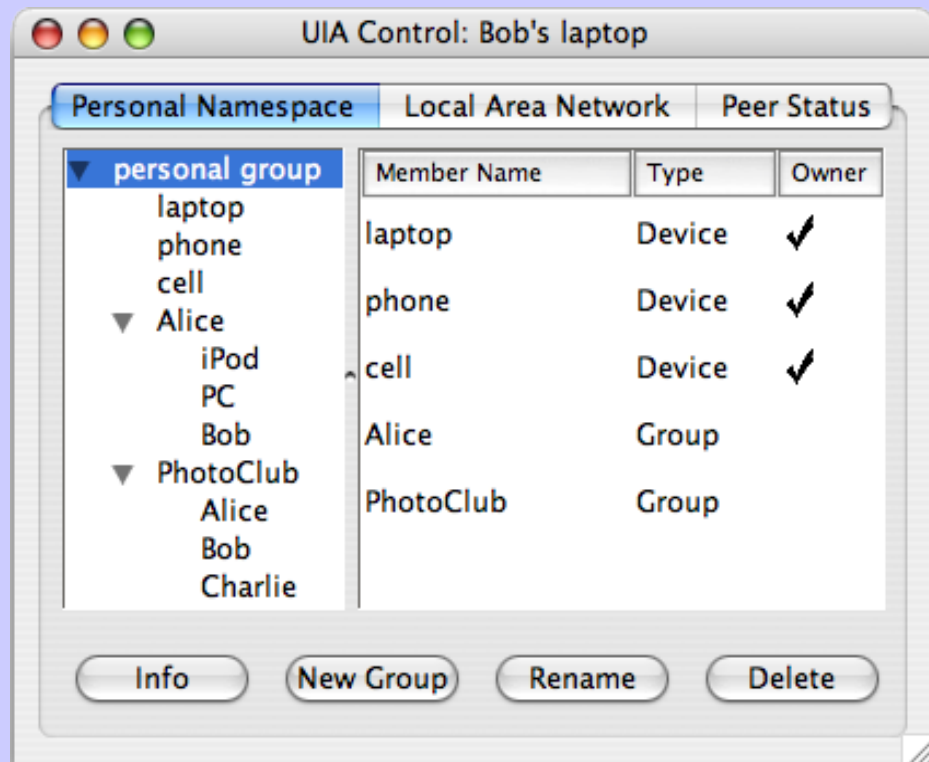 UIA Control: Bob's laptop
Personal Namespace Local Area Network Peer Status
personal group
laptop
phone
cell
Alice
iPod
PC
Bob
PhotoClub
Alice
Bob
Charlie
Member Name Type Owner
laptop Device ✓
phone Device ✓
cell Device ✓
Alice Group
PhotoClub Group
Info New Group Rename Delete